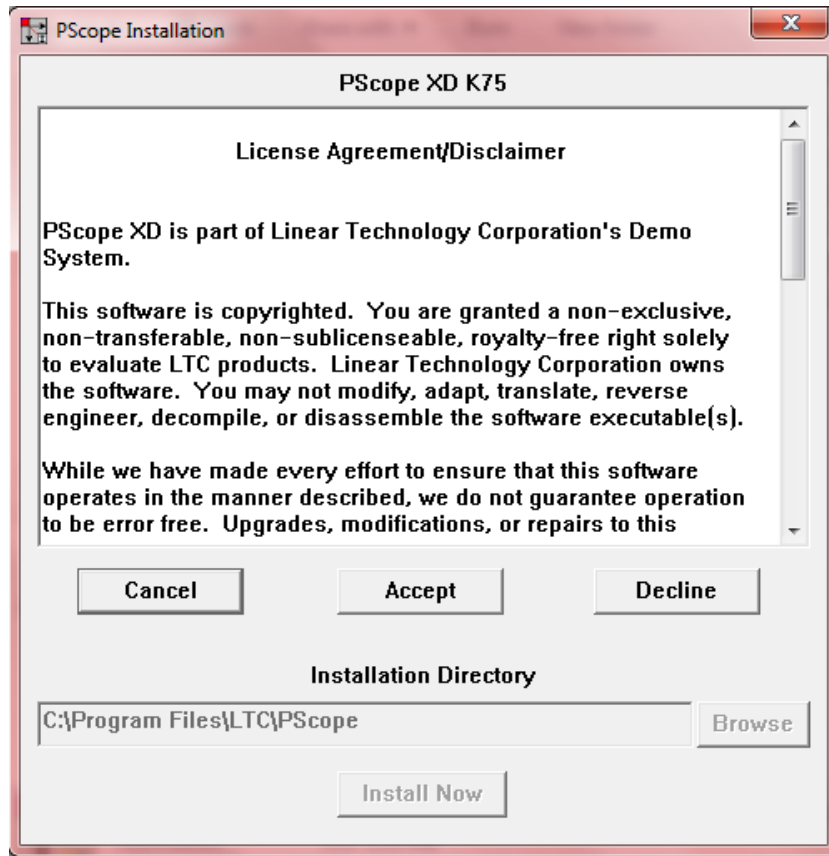 PScope Installation
PScope XD K75
License Agreement/Disclaimer
PScope XD is part of Linear Technology Corporation's Demo
System.
This software is copyrighted.  You are granted a non-exclusive,
non-transferable, non-sublicenseable, royalty-free right solely
to evaluate LTC products.  Linear Technology Corporation owns
the software.  You may not modify, adapt, translate, reverse
engineer, decompile, or disassemble the software executable(s).
While we have made every effort to ensure that this software
operates in the manner described, we do not guarantee operation
to be error free.  Upgrades, modifications, or repairs to this
Cancel
Accept
Decline
Installation Directory
C:\Program Files\LTC\PScope
Browse
Install Now